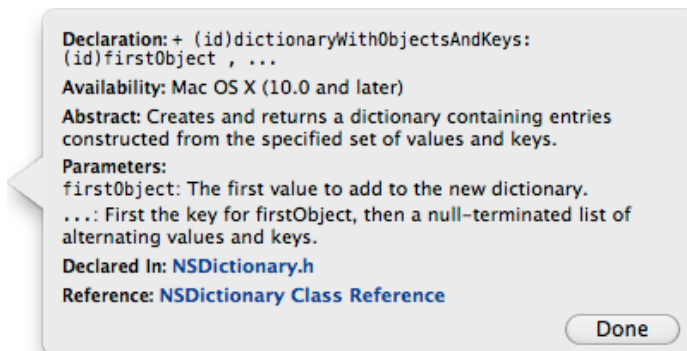 Declaration: + (id)dictionaryWithObjectsAndKeys:
(id)firstObject , ...
Availability: Mac OS X (10.0 and later)
Abstract: Creates and returns a dictionary containing entries
constructed from the specified set of values and keys.
Parameters:
firstObject: The first value to add to the new dictionary.
...: First the key for firstObject, then a null-terminated list of
alternating values and keys.
Declared In: NSDictionary.h
Reference: NSDictionary Class Reference
Done